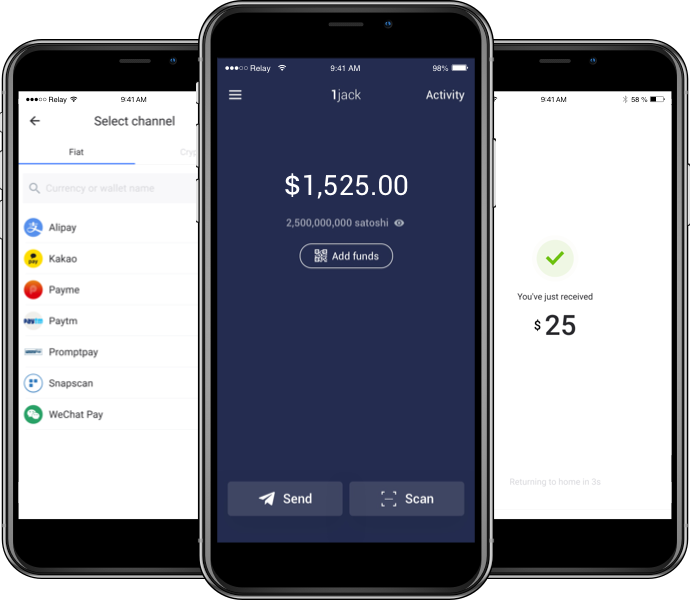 Relay
9:41 AM
Select channel
Fiat
Currency or wallet name
Alipay
Kakao
Payme
Paytm
Promptpay
Snapscan
WeChat Pay
Relay 9:41 AM 98%
1jack
Activity
$1,525.00
2,500,000,000 satoshi
Add funds
Send
Scan
9:41 AM 58 %
You've just received
$ 25
Returning to home in 3s